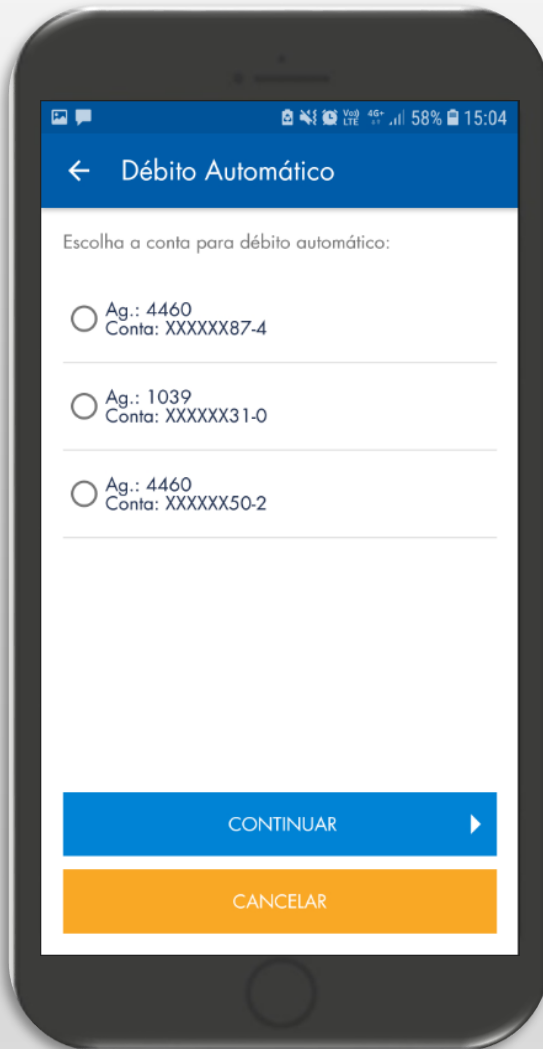 58% 15:04
Débito Automático
Escolha a conta para débito automático:
Ag.: 4460
Conta: XXXXXX87-4
Ag.: 1039
Conta: XXXXXX31-0
Ag.: 4460
Conta: XXXXXX50-2
CONTINUAR
CANCELAR